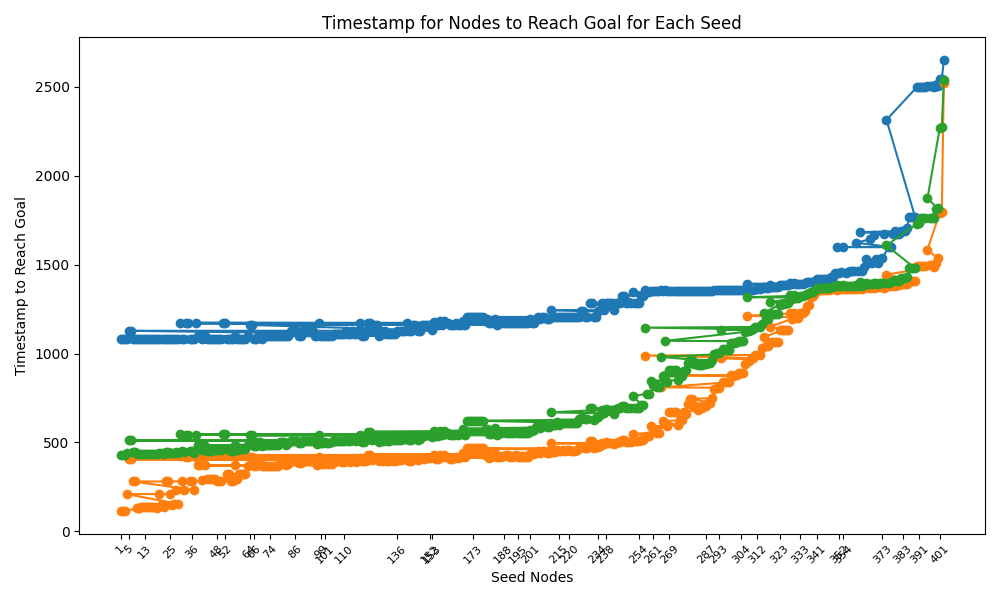 Timestamp for Nodes to Reach Goal for Each Seed
Timestamp to Reach Goal
2500
2000
1500
1000
500
0
1 5 13 25 36 48 52 64 66 74 86 101 110 136 153 173 188 195 201 215 220 234 238 254 261 269 287 293 304 312 323 333 341 354 373 383 391 401
Seed Nodes